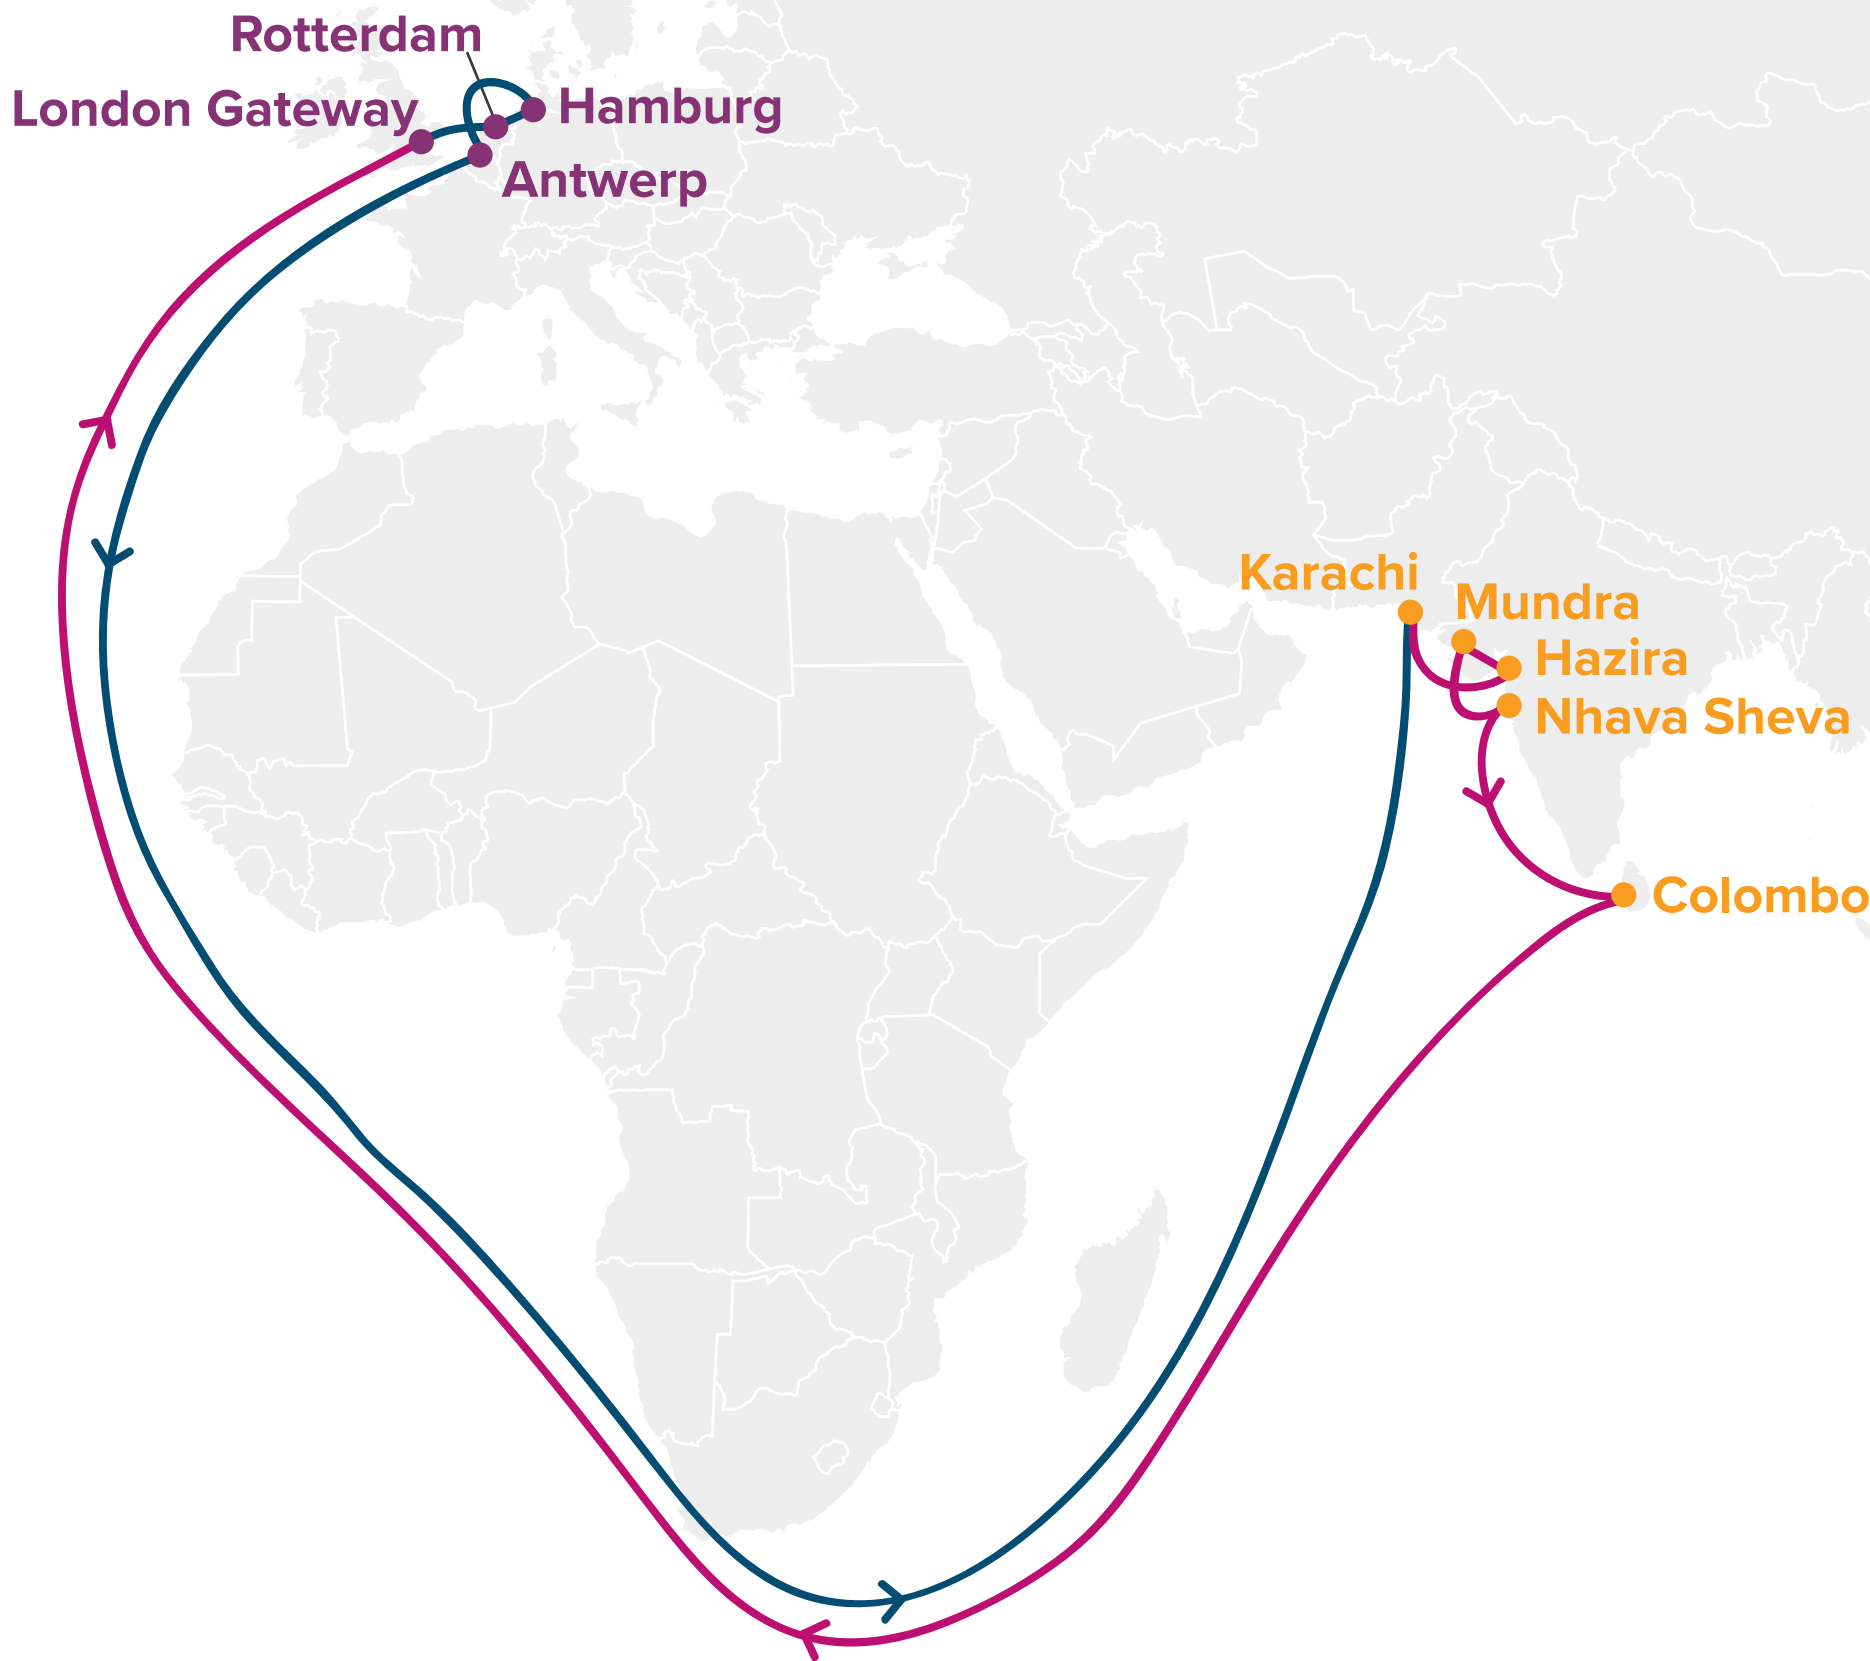 Rotterdam
London Gateway
Hamburg
Antwerp
Karachi
Mundra
Hazira
Nhava Sheva
Colombo